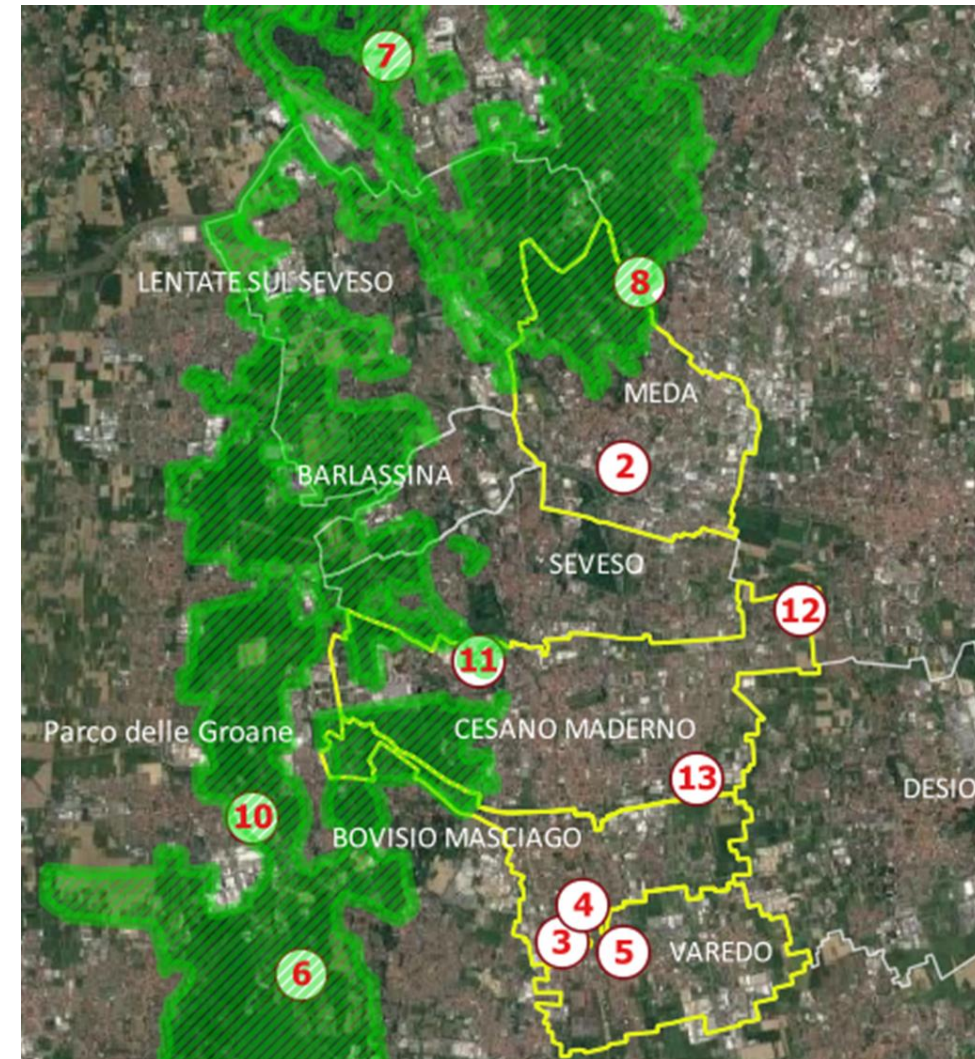 7
LENTATE SUL SEVESO
8
MEDA
2
BARLASSINA
SEVESO
12
11
Parco delle Groane
CESANO MADERNO
13
DESIO
10
BOVISIO MASCIAGO
4
3
5
VAREDO
6